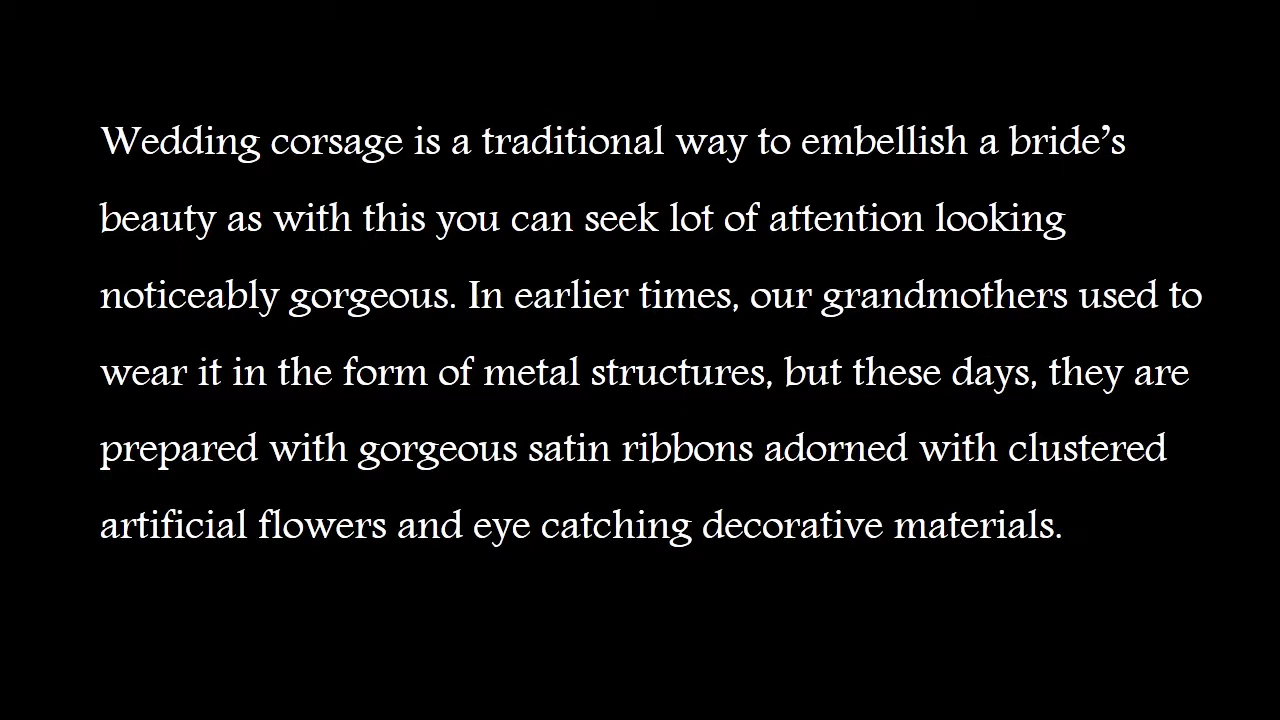 Wedding corsage is a traditional way to embellish a bride’s
beauty as with this you can seek lot of attention looking
noticeably gorgeous. In earlier times, our grandmothers used to
wear it in the form of metal structures, but these days, they are
prepared with gorgeous satin ribbons adorned with clustered
artificial flowers and eye catching decorative materials.